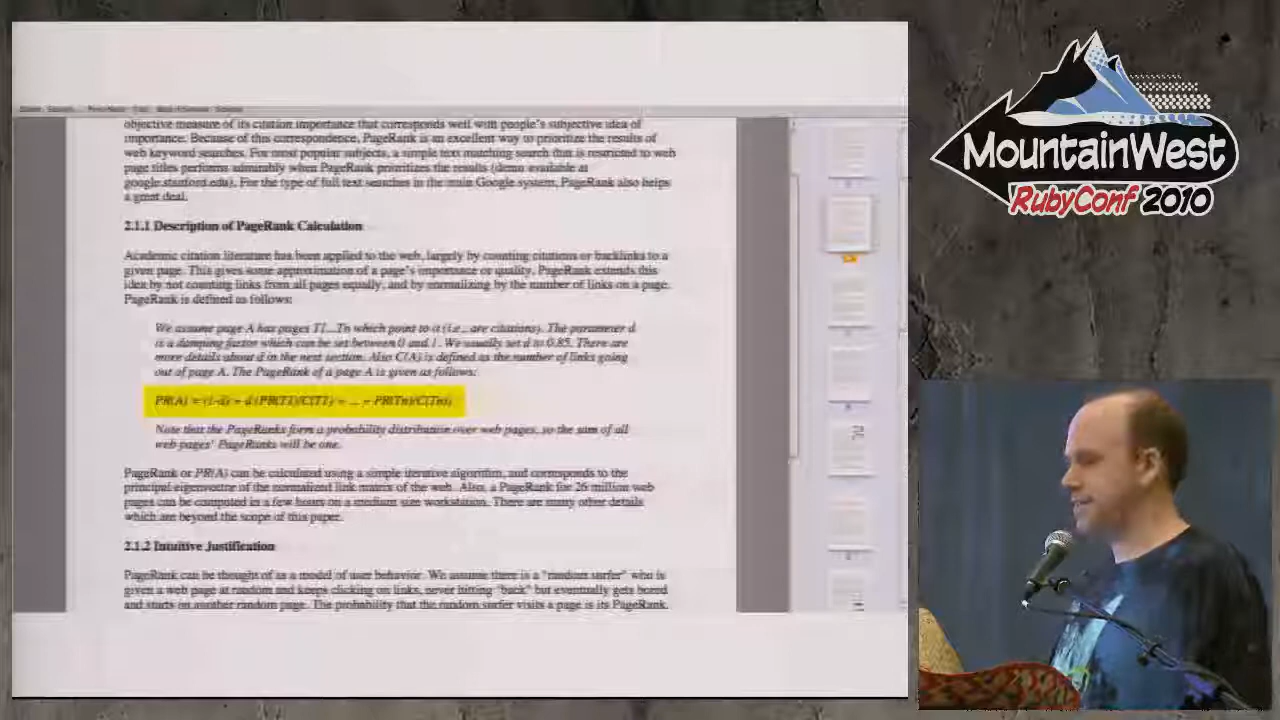 objective measure of its citation importance that corresponds well with people's subjective idea of
importance. Because of this correspondence, PageRank is an excellent way to prioritize the results of
web keyword searches. For most popular subjects, a simple text matching search that is restricted to web
page titles performs admirably when PageRank prioritizes the results (demo available at
google.stanford.edu). For the type of full text searches in the main Google system, PageRank also helps
a great deal.
2.1.1 Description of PageRank Calculation
Academic citation literature has been applied to the web, largely by counting citations or backlinks to a
given page. This gives some approximation of a page's importance or quality. PageRank extends this
idea by not counting links from all pages equally, and by normalizing by the number of links on a page.
PageRank is defined as follows:
We assume page A has pages T1...Tn which point to it (i.e., are citations). The parameter d
is a damping factor which can be set between 0 and 1. We usually set d to 0.85. There are
more details about d in the next section. Also C(A) is defined as the number of links going
out of page A. The PageRank of a page A is given as follows:
PR(A) = (1-d) + d (PR(T1)/C(T1) + ... + PR(Tn)/C(Tn))
Note that the PageRanks form a probability distribution over web pages, so the sum of all
web pages' PageRanks will be one.
PageRank or PR(A) can be calculated using a simple iterative algorithm, and corresponds to the
principal eigenvector of the normalized link matrix of the web. Also, a PageRank for 26 million web
pages can be computed in a few hours on a medium size workstation. There are many other details
which are beyond the scope of this paper.
2.1.2 Intuitive Justification
PageRank can be thought of as a model of user behavior. We assume there is a "random surfer" who is
given a web page at random and keeps clicking on links, never hitting "back" but eventually gets bored
and starts on another random page. The probability that the random surfer visits a page is its PageRank.
MountainWest
RubyConf 2010